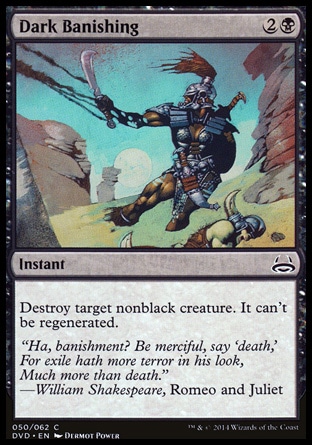 Dark Banishing 2
Instant
Destroy target nonblack creature. It can't
be regenerated.
"Ha, banishment? Be merciful, say 'death,'
For exile hath more terror in his look,
Much more than death."
—William Shakespeare, Romeo and Juliet
050/062 C
DVD • EN Dermot Power
™ & © 2014 Wizards of the Coast